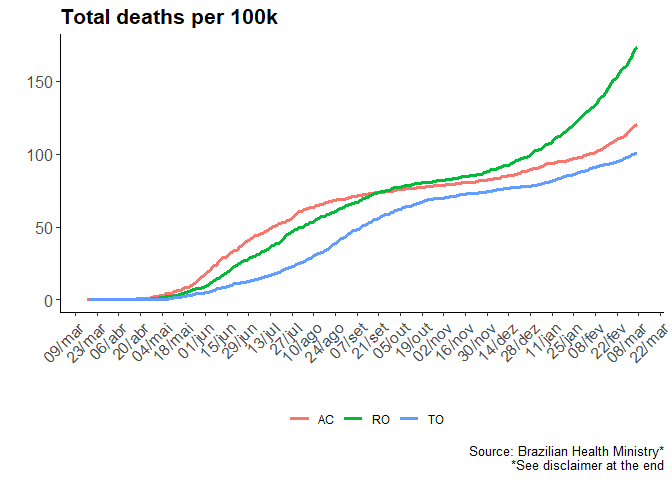 Total deaths per 100k
150
100
50
0
09/mar
23/mar
06/abr
20/abr
04/mai
18/mai
01/jun
15/jun
29/jun
13/jul
27/jul
10/ago
24/ago
07/set
21/set
05/out
19/out
02/nov
16/nov
30/nov
14/dez
28/dez
11/jan
25/jan
08/fev
22/fev
08/mar
22/mar
AC RO TO
Source: Brazilian Health Ministry*
*See disclaimer at the end